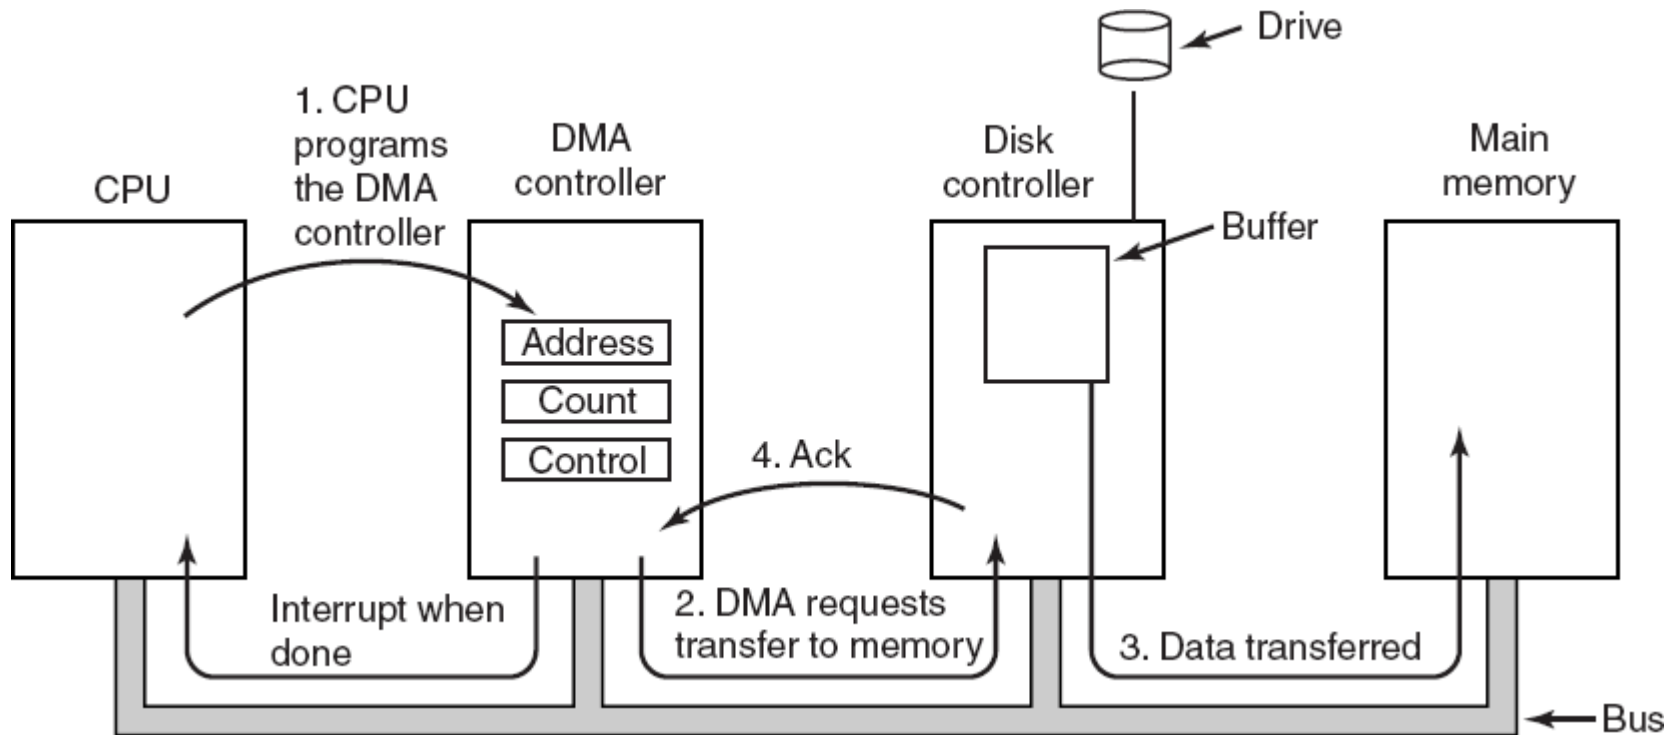 Drive
1. CPU
programs
the DMA
controller
CPU
DMA
controller
Disk
controller
Main
memory
Buffer
Address
Count
Control
4. Ack
Interrupt when
done
2. DMA requests
transfer to memory
3. Data transferred
Bus